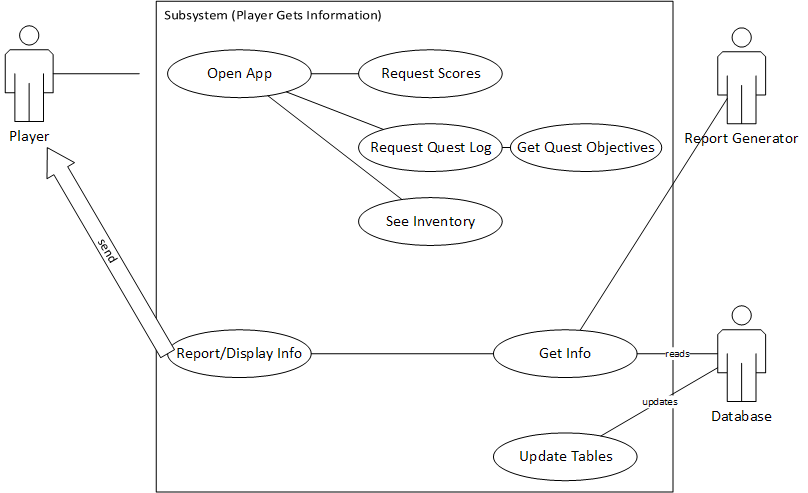 Subsystem (Player Gets Information)
Open App
Request Scores
Player
Report Generator
Request Quest Log
Get Quest Objectives
See Inventory
send
Report/Display Info
Get Info
reads
updates
Database
Update Tables